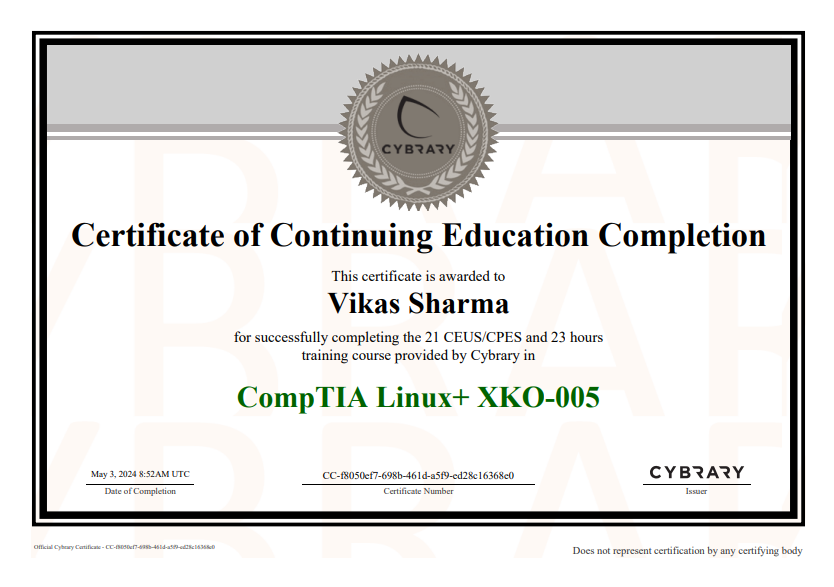 CYBRARY
Certificate of Continuing Education Completion
This certificate is awarded to
Vikas Sharma
for successfully completing the 21 CEUS/CPES and 23 hours
training course provided by Cybrary in
CompTIA Linux+ XKO-005
May 3, 2024 8:52AM UTC
CC-f8050ef7-698b-461d-a5f9-ed28c16368e0
CYBRARY
Date of Completion
Certificate Number
Issuer
Official Cybrary Certificate - CC-f8050ef7-698b-461d-a5f9-ed28c16368e0
Does not represent certification by any certifying body